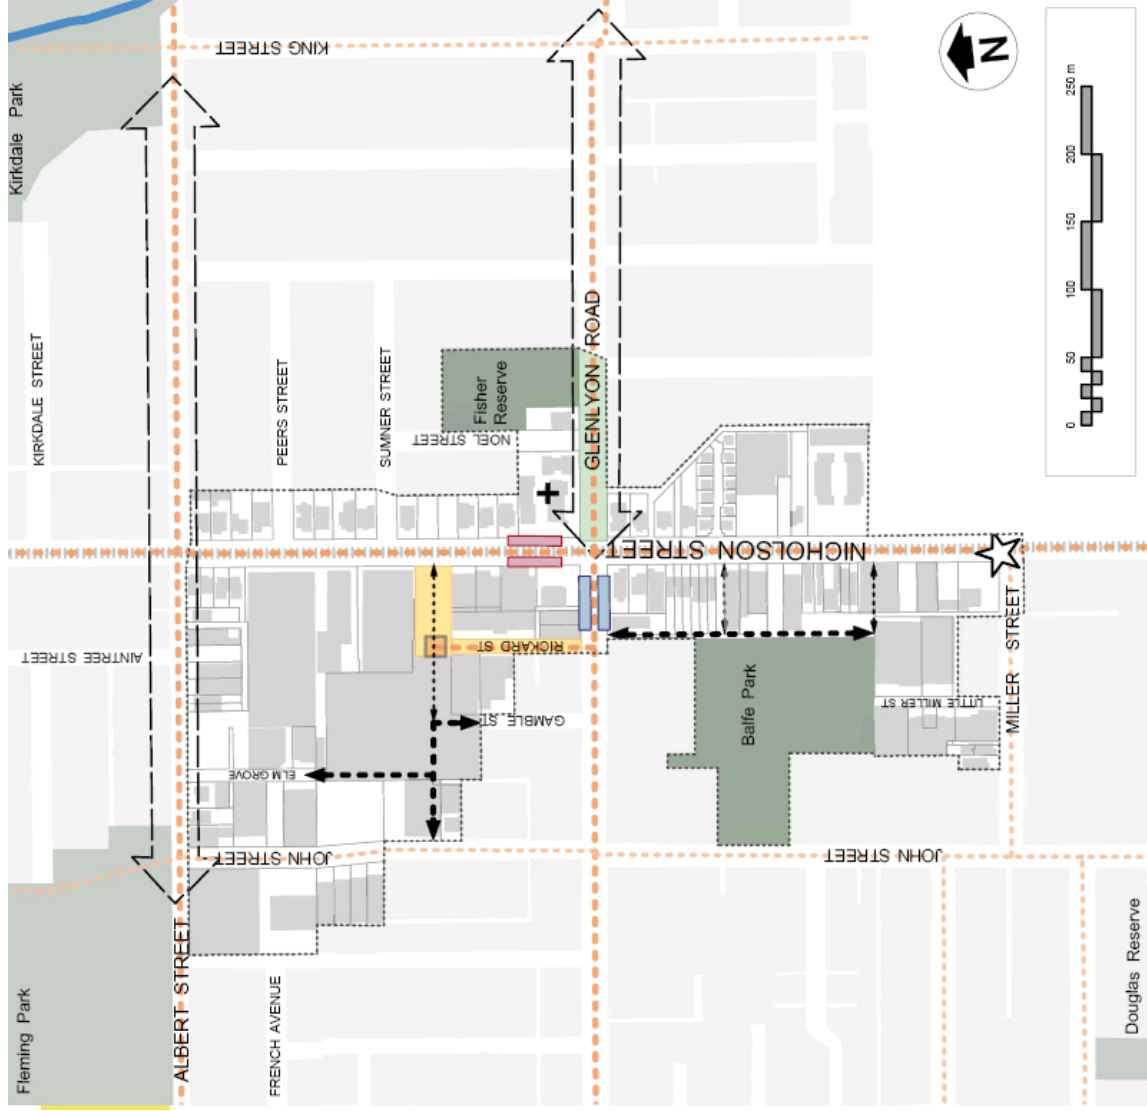 KING STREET
Kirkdale Park
N
250 m
200
150
100
50
0
KIRKDALE STREET
PEERS STREET
SUMNER STREET
Fisher
Reserve
NOEL STREET
GLENLYON ROAD
NICHOLSON STREET
AINTREE STREET
RICKARD ST
GAMBLE ST
ELM GROVE
Balfe Park
LITTLE MILLER ST
MILLER STREET
JOHN STREET
JOHN STREET
ALBERT STREET
FRENCH AVENUE
Fleming Park
Douglas Reserve